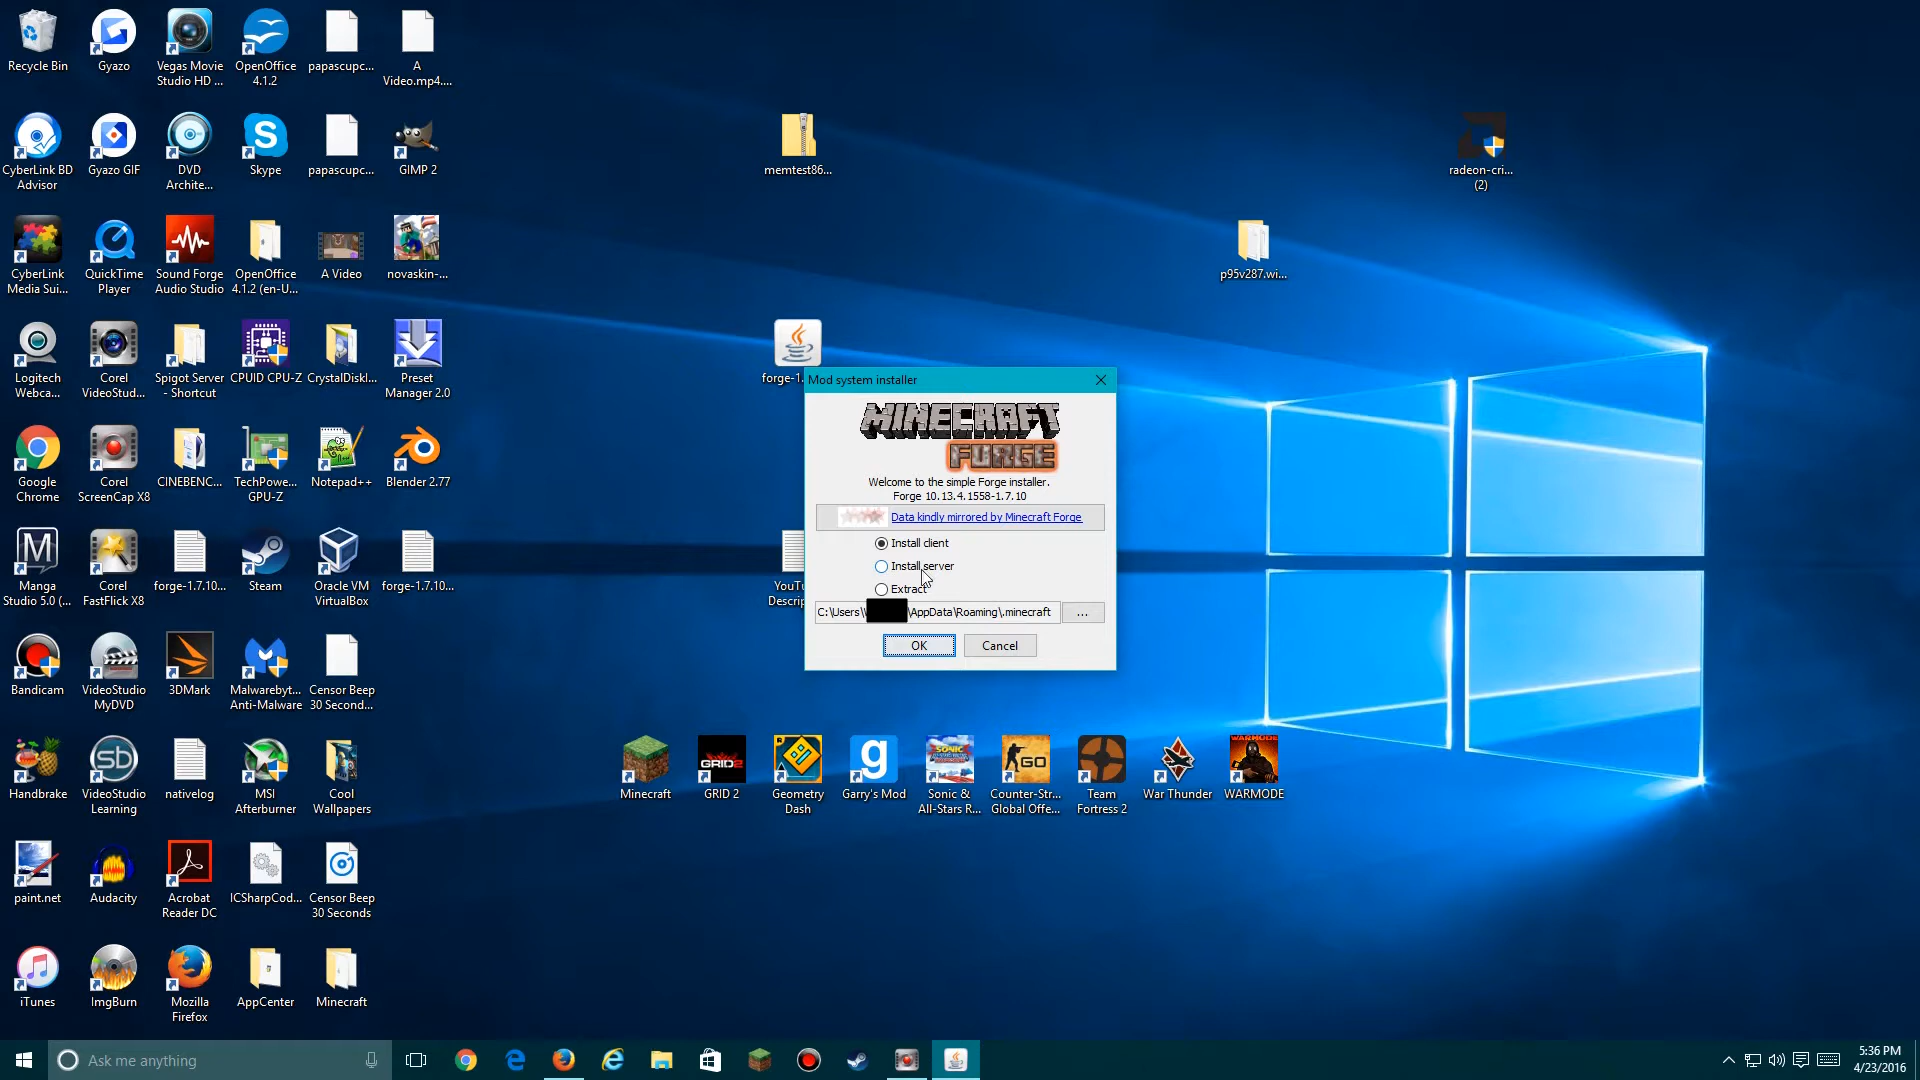 Recycle Bin
Gyazo
Vegas Movie
Studio HD ...
OpenOffice
4.1.2
papascupc...
A
Video.mp4....
CyberLink BD
Advisor
Gyazo GIF
DVD
Archite...
Skype
papascupc...
GIMP 2
memtest86...
radeon-cri...
(2)
CyberLink
Media Sui...
QuickTime
Player
Sound Forge
Audio Studio
OpenOffice
4.1.2 (en-U...
A Video
novaskin-...
p95v287.wi...
Logitech
Webca...
Corel
VideoStud...
Spigot Server
- Shortcut
CPUID CPU-Z
CrystalDiskI...
Preset
Manager 2.0
forge-1.
Google
Chrome
Corel
ScreenCap X8
CINEBENC...
TechPowe...
GPU-Z
Notepad++
Blender 2.77
Manga
Studio 5.0 (...
Corel
FastFlick X8
forge-1.7.10...
Steam
Oracle VM
VirtualBox
forge-1.7.10...
YouTu
Descrip
Mod system installer
MINECRAFT
FORGE
Welcome to the simple Forge installer.
Forge 10.13.4.1558-1.7.10
Data kindly mirrored by Minecraft Forge
Install client
Install server
Extract
C:\Users\ \AppData\Roaming\.minecraft
...
OK
Cancel
Bandicam
VideoStudio
MyDVD
3DMark
Malwarebyt...
Anti-Malware
Censor Beep
30 Second...
Handbrake
VideoStudio
Learning
nativelog
MSI
Afterburner
Cool
Wallpapers
Minecraft
GRID 2
Geometry
Dash
Garry's Mod
Sonic &
All-Stars R...
Counter-Str...
Global Offe...
Team
Fortress 2
War Thunder
WARMODE
paint.net
Audacity
Acrobat
Reader DC
ICSharpCod...
Censor Beep
30 Seconds
iTunes
ImgBurn
Mozilla
Firefox
AppCenter
Minecraft
Ask me anything
5:36 PM
4/23/2016